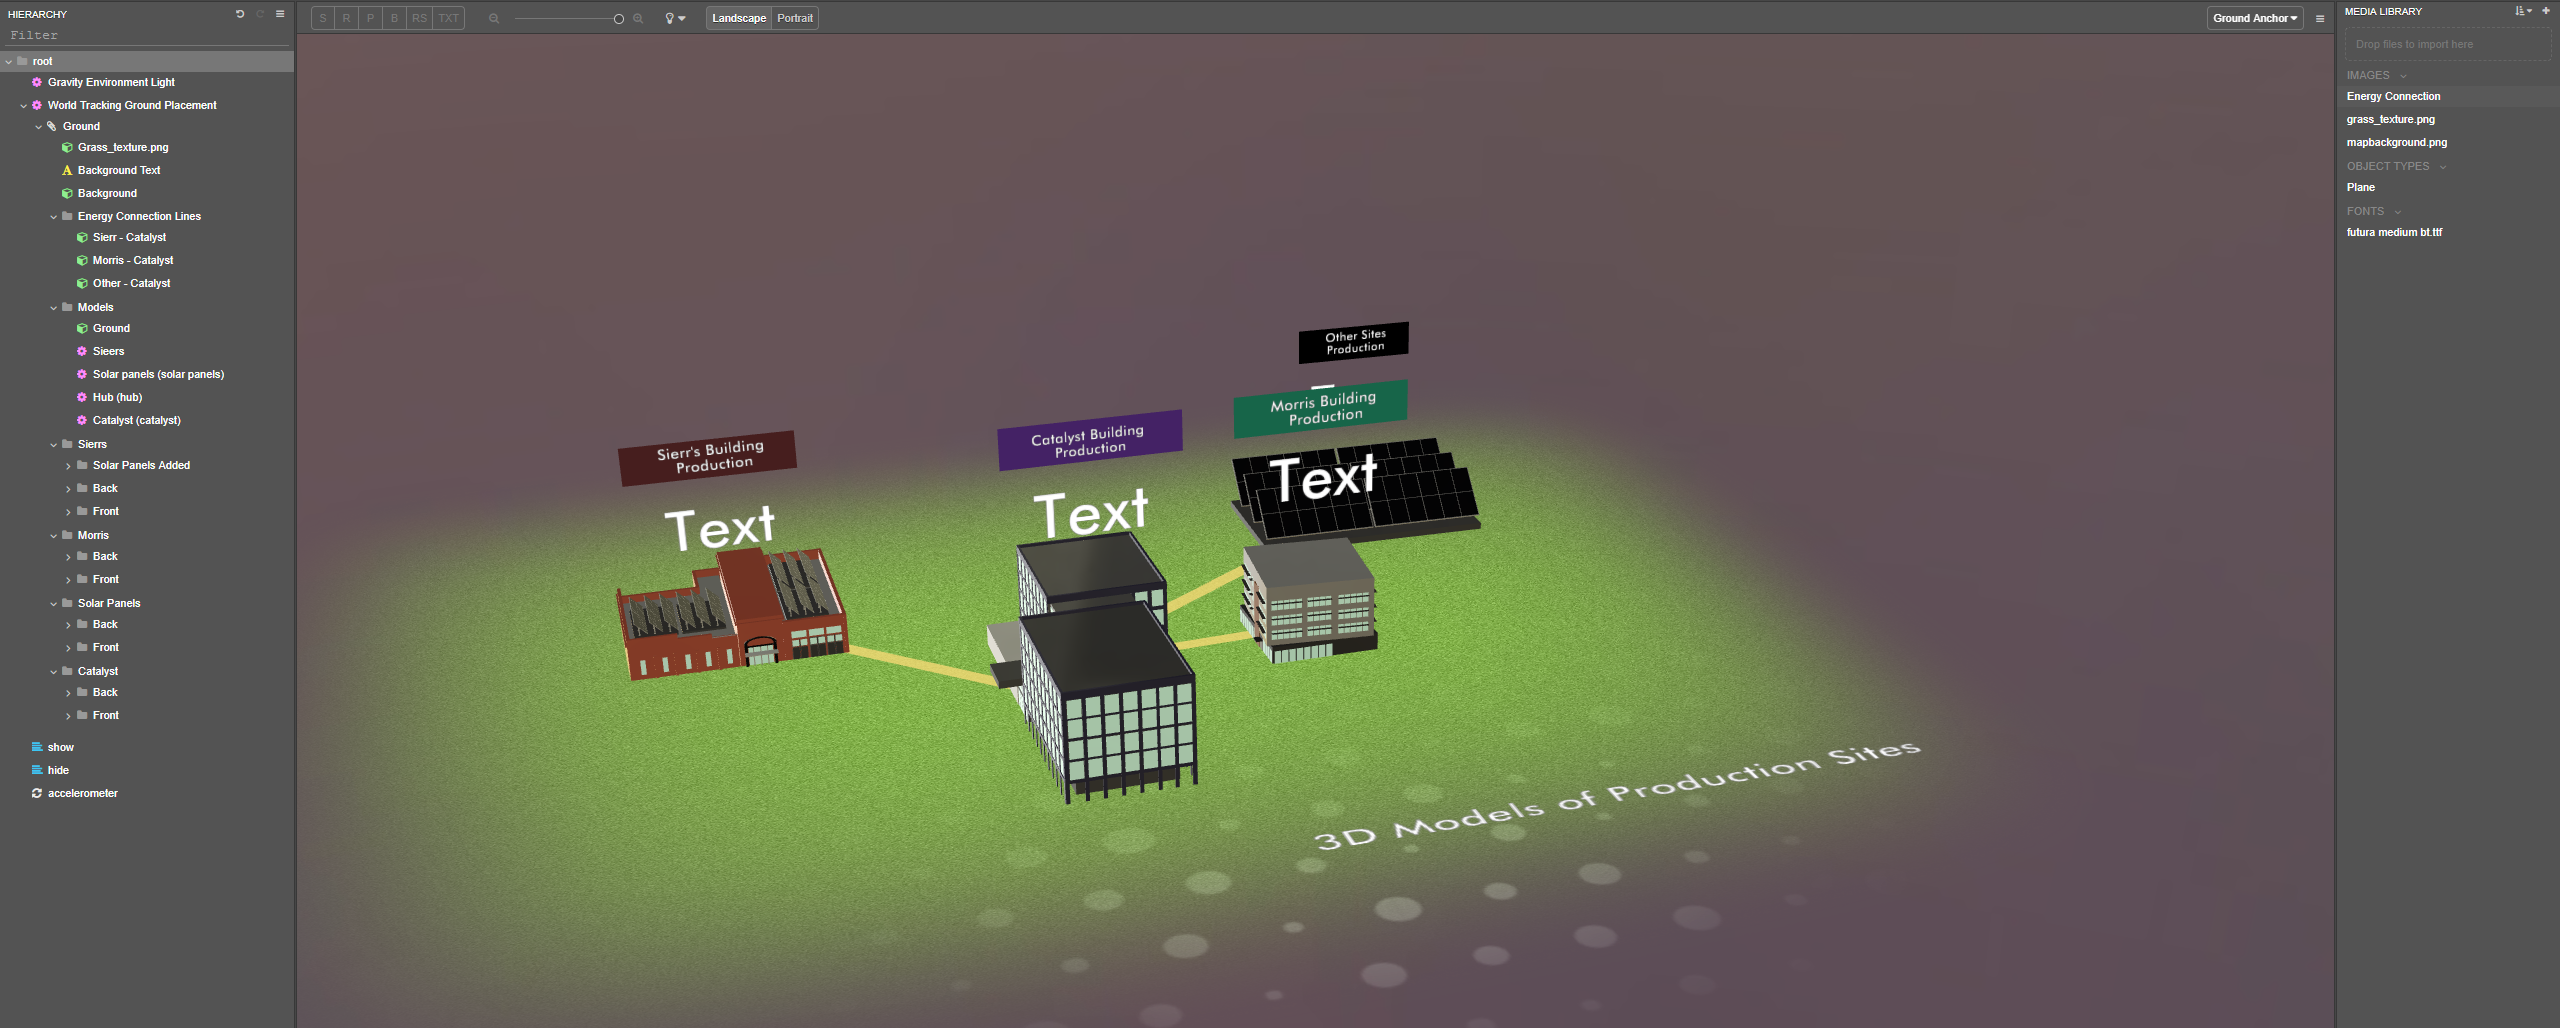 HIERARCHY
Filter
root
Gravity Environment Light
World Tracking Ground Placement
Ground
Grass_texture.png
Background Text
Background
Energy Connection Lines
Sierr - Catalyst
Morris - Catalyst
Other - Catalyst
Models
Ground
Sieers
Solar panels (solar panels)
Hub (hub)
Catalyst (catalyst)
Sierrs
Solar Panels Added
Back
Front
Morris
Back
Front
Solar Panels
Back
Front
Catalyst
Back
Front
show
hide
accelerometer
S R P B RS TXT
Landscape Portrait
Ground Anchor
Other Sites
Production
Morris Building
Production
Text
Catalyst Building
Production
Text
Sierr's Building
Production
Text
3D Models of Production Sites
MEDIA LIBRARY
Drop files to import here
IMAGES
Energy Connection
grass_texture.png
mapbackground.png
OBJECT TYPES
Plane
FONTS
futura medium bt.ttf